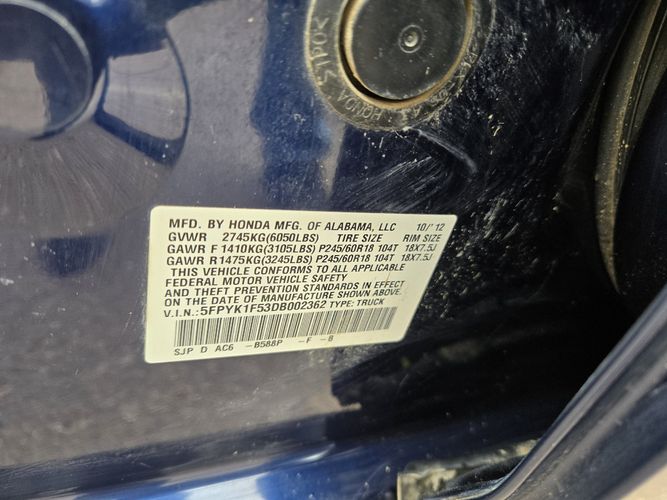 MFD. BY HONDA MFG. OF ALABAMA, LLC 10/'12
GVWR 2745KG(6050LBS) TIRE SIZE RIM SIZE
GAWR F 1410KG(3105LBS) P245/60R18 104T 18X7.5J
GAWR R1475KG(3245LBS) P245/60R18 104T 18X7.5J
THIS VEHICLE CONFORMS TO ALL APPLICABLE
FEDERAL MOTOR VEHICLE SAFETY
AND THEFT PREVENTION STANDARDS IN EFFECT
ON THE DATE OF MANUFACTURE SHOWN ABOVE.
V.I.N.:5FPYK1F53DB002362 TYPE: TRUCK
SJP D AC6 -B588P -F -B
HONDA